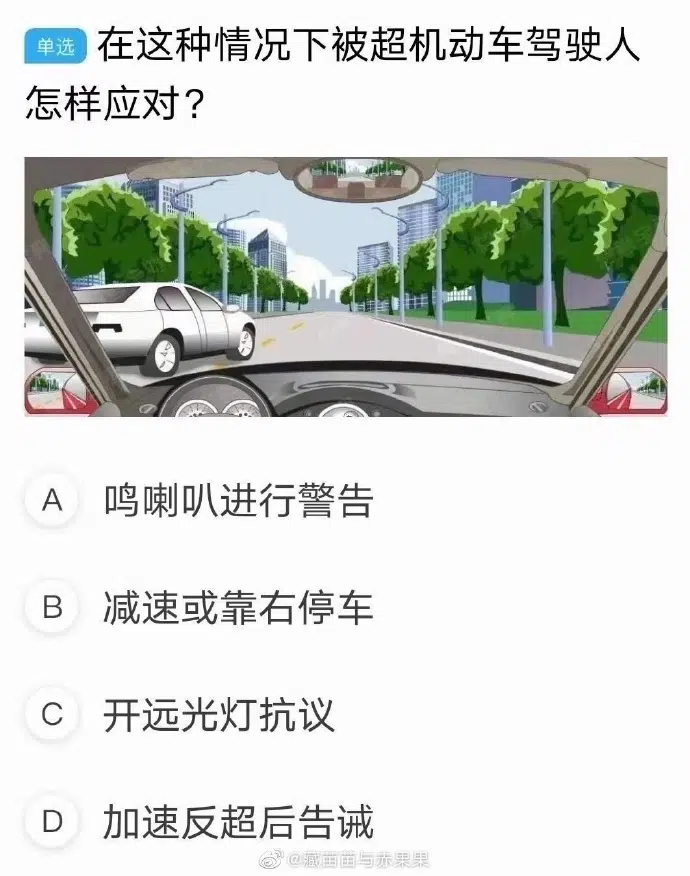 单选 在这种情况下被超机动车驾驶人
怎样应对?
A 鸣喇叭进行警告
B 减速或靠右停车
C 开远光灯抗议
D 加速反超后告诫
@藏苗苗与赤果果